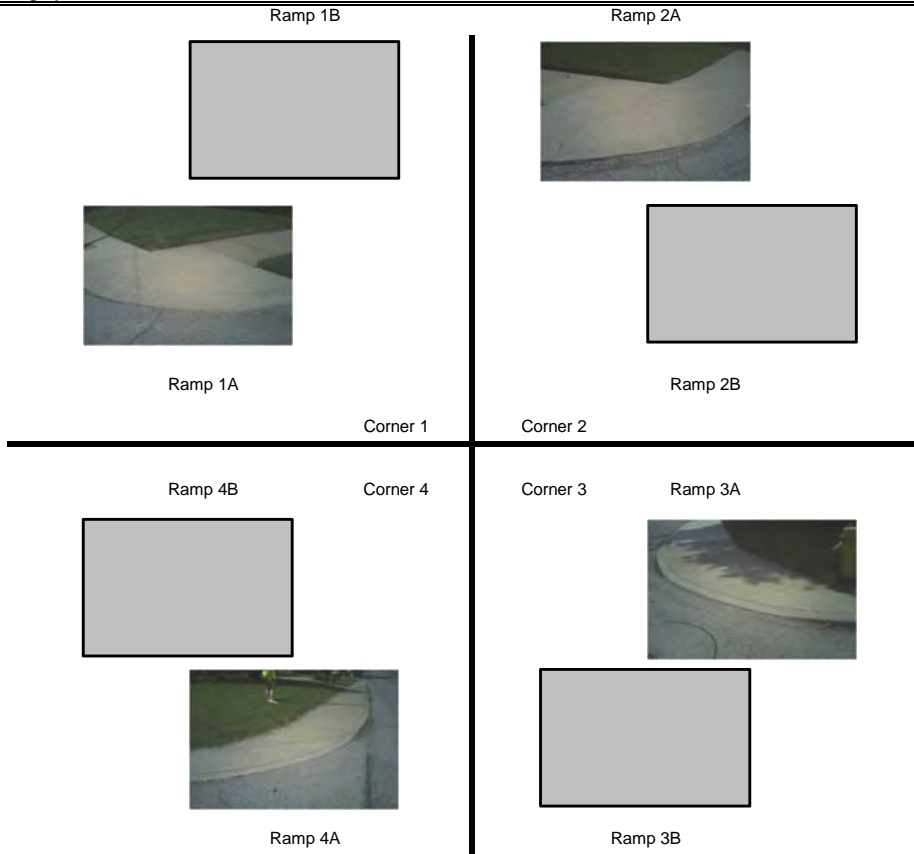 Ramp 1B Ramp 2A
Ramp 1A Ramp 2B
Corner 1 Corner 2
Ramp 4B Corner 4 Corner 3 Ramp 3A
Ramp 4A Ramp 3B